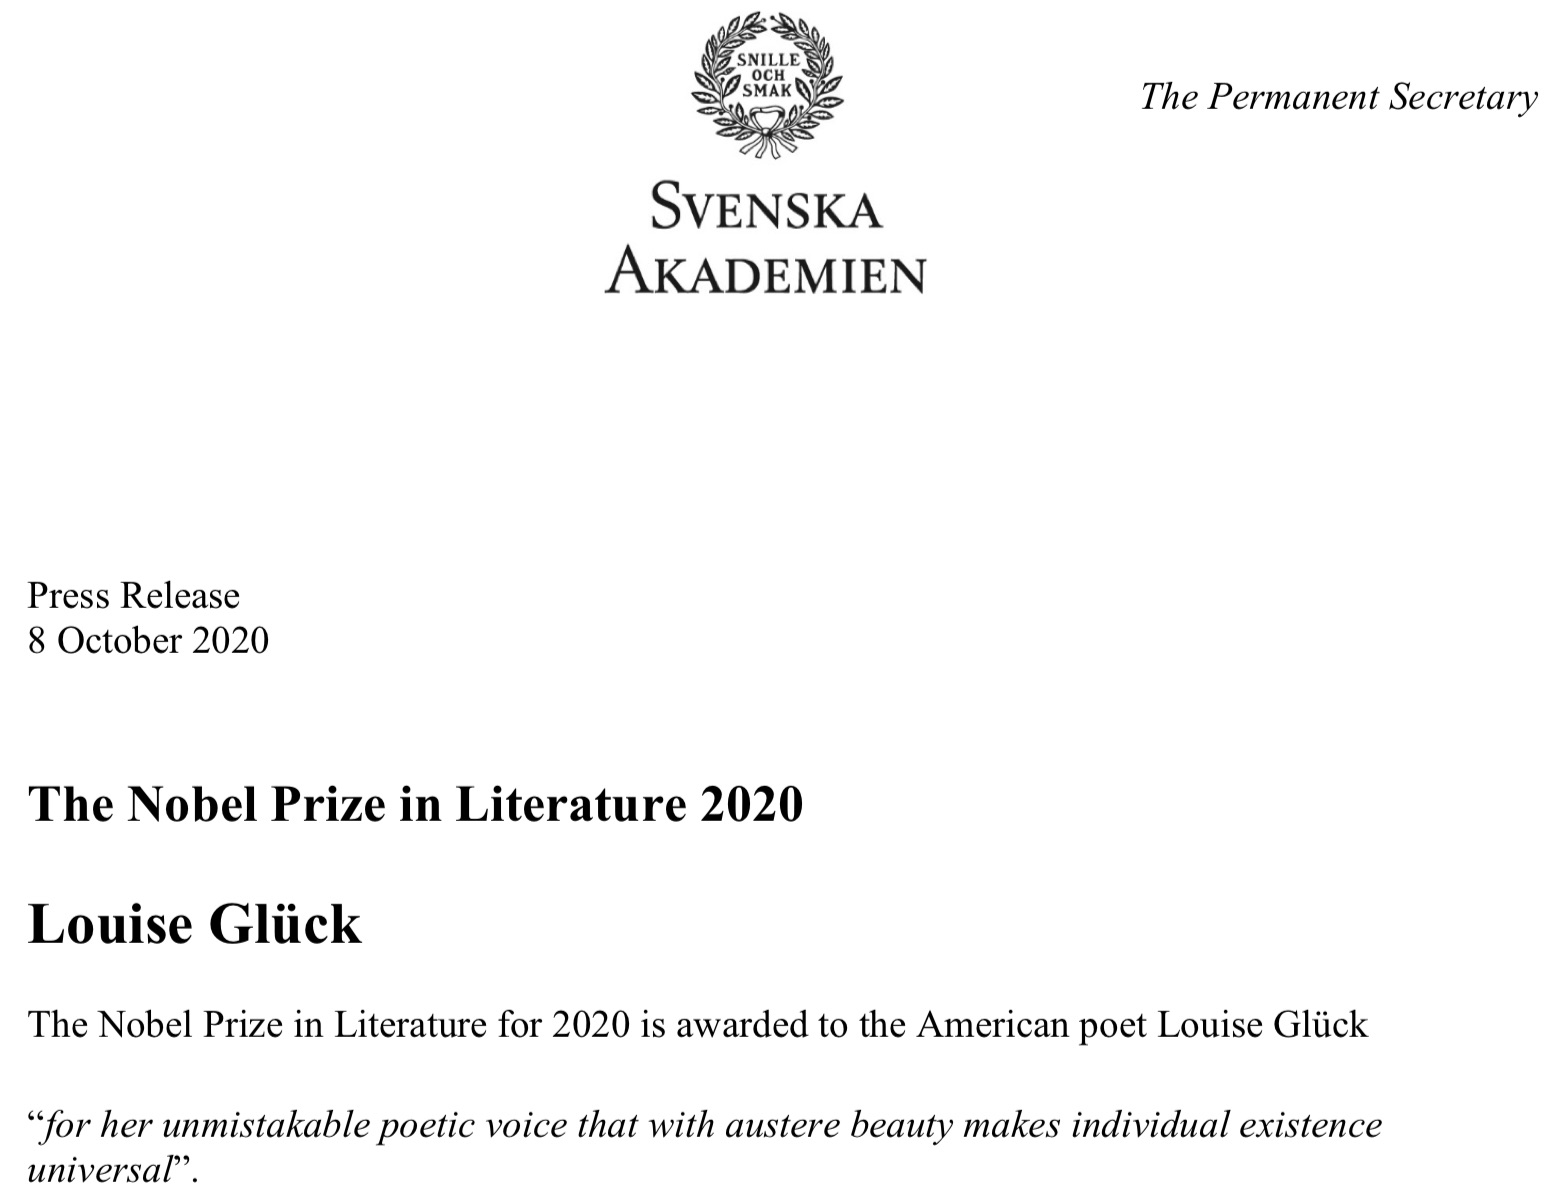 SNILLE
OCH
SMAK
The Permanent Secretary
SVENSKA
AKADEMIEN
Press Release
8 October 2020
The Nobel Prize in Literature 2020
Louise Glück
The Nobel Prize in Literature for 2020 is awarded to the American poet Louise Glück
“for her unmistakable poetic voice that with austere beauty makes individual existence
universal”.